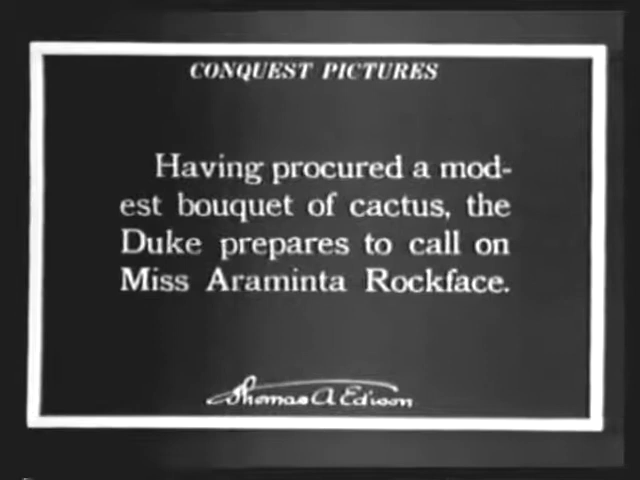 CONQUEST PICTURES
Having procured a mod-
est bouquet of cactus, the
Duke prepares to call on
Miss Araminta Rockface.
Thomas A. Edison